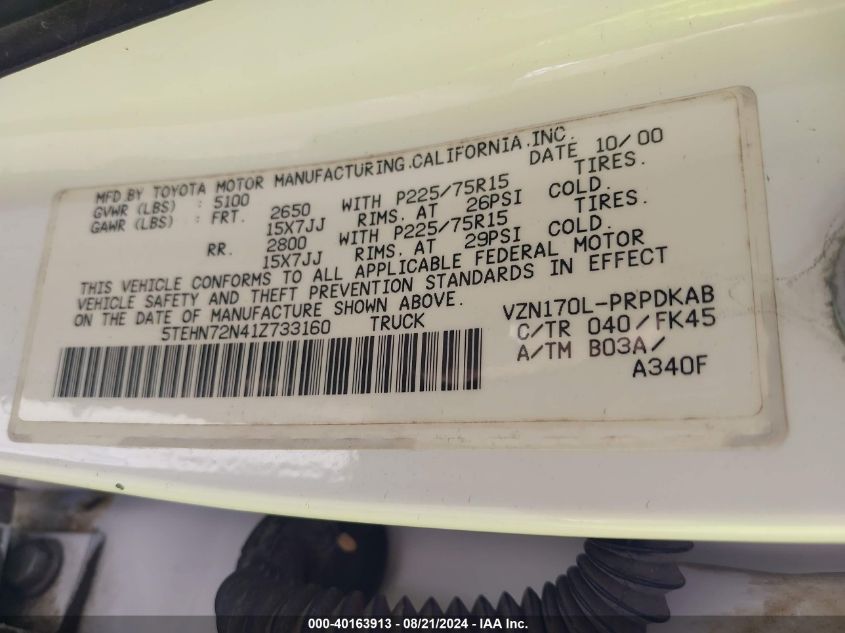 MFD.BY TOYOTA MOTOR MANUFACTURING.CALIFORNIA.INC.
GVWR (LBS) : 5100 DATE 10/00
GAWR (LBS) : FRT. 2650 WITH P225/75R15 TIRES.
15X7JJ RIMS. AT 26PSI COLD.
RR. 2800 WITH P225/75R15 TIRES.
15X7JJ RIMS. AT 29PSI COLD.
THIS VEHICLE CONFORMS TO ALL APPLICABLE FEDERAL MOTOR
VEHICLE SAFETY AND THEFT PREVENTION STANDARDS IN EFFECT
ON THE DATE OF MANUFACTURE SHOWN ABOVE.
5TEHN72N41Z733160 TRUCK
VZN170L-PRPDKAB
C/TR 040/FK45
A/TM B03A/
A340F
000-40163913 - 08/21/2024 - IAA Inc.